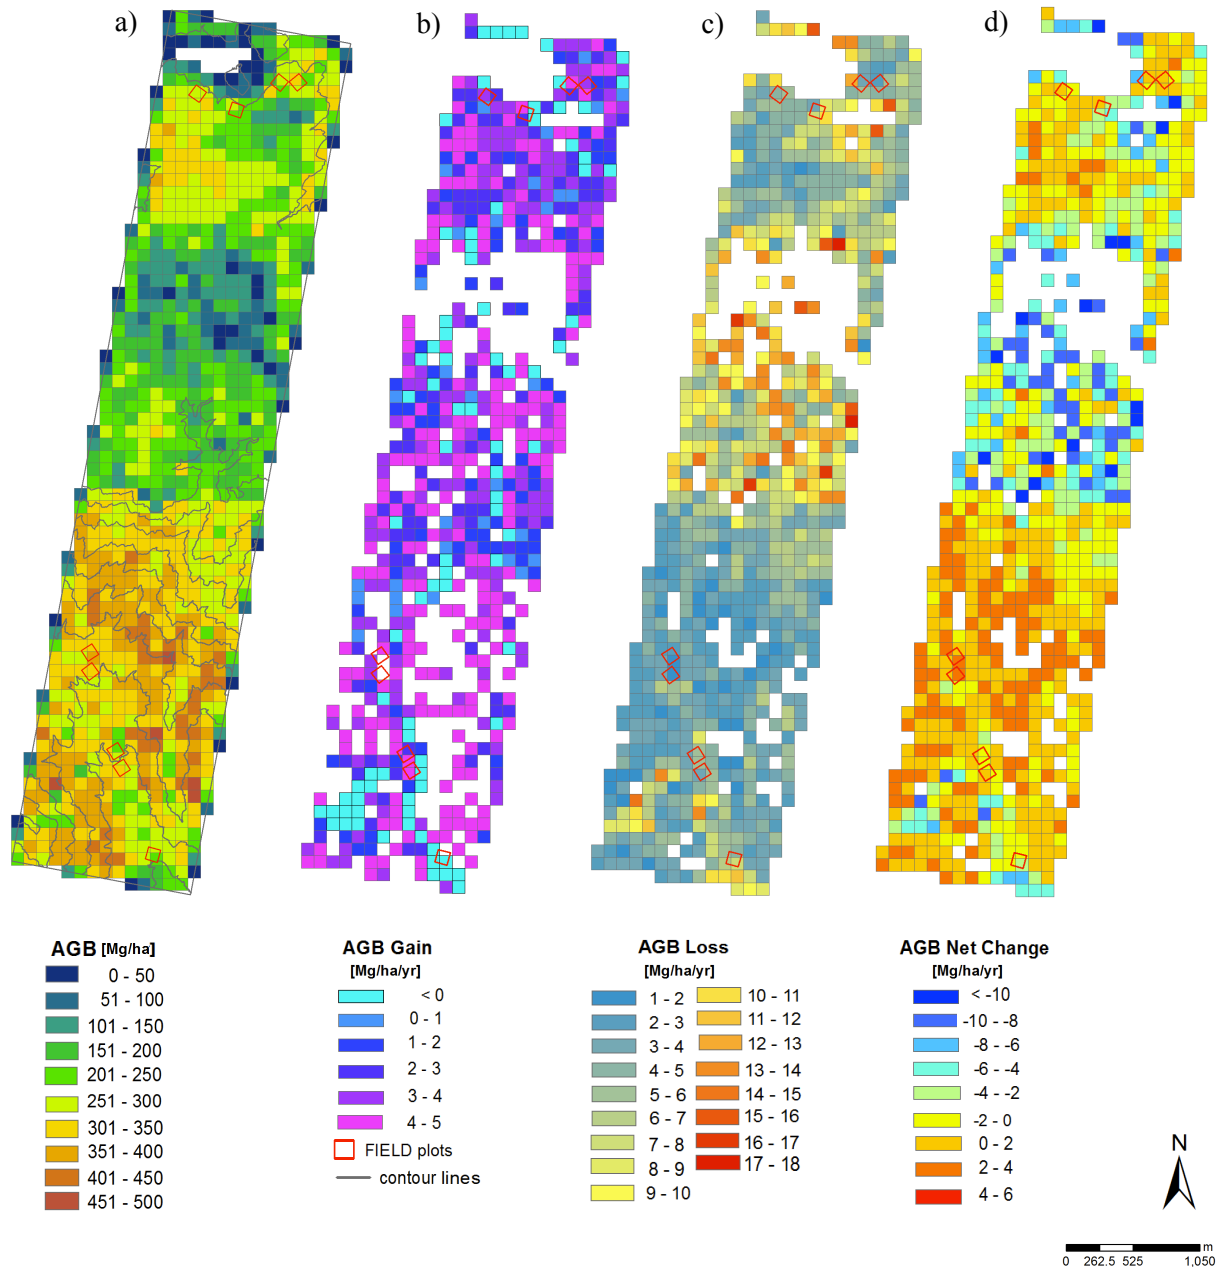 a)
b)
c)
d)
AGB [Mg/ha]
0 - 50
51 - 100
101 - 150
151 - 200
201 - 250
251 - 300
301 - 350
351 - 400
401 - 450
451 - 500
AGB Gain
[Mg/ha/yr]
< 0
0 - 1
1 - 2
2 - 3
3 - 4
4 - 5
FIELD plots
contour lines
AGB Loss
[Mg/ha/yr]
1 - 2
2 - 3
3 - 4
4 - 5
5 - 6
6 - 7
7 - 8
8 - 9
9 - 10
10 - 11
11 - 12
12 - 13
13 - 14
14 - 15
15 - 16
16 - 17
17 - 18
AGB Net Change
[Mg/ha/yr]
< -10
-10 - -8
-8 - -6
-6 - -4
-4 - -2
-2 - 0
0 - 2
2 - 4
4 - 6
N
m
0 262.5 525 1,050